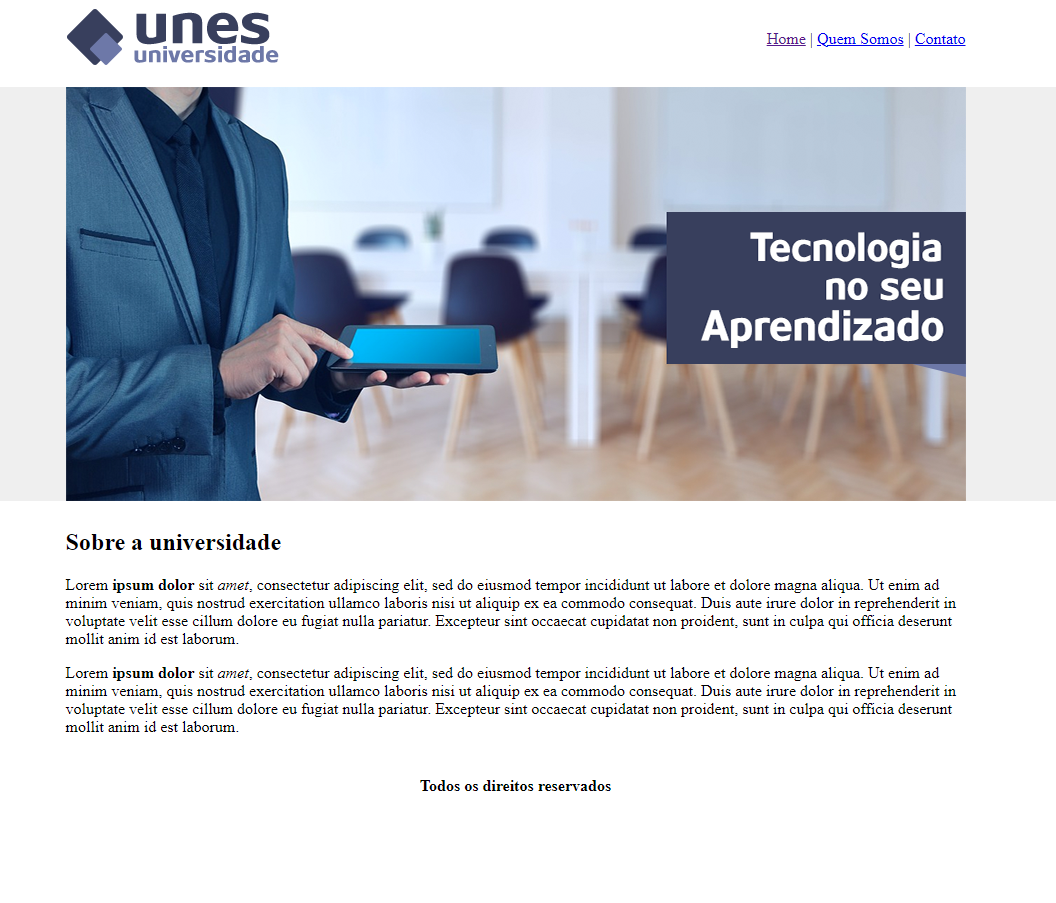 unes
universidade
Home | Quem Somos | Contato
Tecnologia
no seu
Aprendizado
Sobre a universidade
Lorem ipsum dolor sit amet, consectetur adipiscing elit, sed do eiusmod tempor incididunt ut labore et dolore magna aliqua. Ut enim ad
minim veniam, quis nostrud exercitation ullamco laboris nisi ut aliquip ex ea commodo consequat. Duis aute irure dolor in reprehenderit in
voluptate velit esse cillum dolore eu fugiat nulla pariatur. Excepteur sint occaecat cupidatat non proident, sunt in culpa qui officia deserunt
mollit anim id est laborum.
Lorem ipsum dolor sit amet, consectetur adipiscing elit, sed do eiusmod tempor incididunt ut labore et dolore magna aliqua. Ut enim ad
minim veniam, quis nostrud exercitation ullamco laboris nisi ut aliquip ex ea commodo consequat. Duis aute irure dolor in reprehenderit in
voluptate velit esse cillum dolore eu fugiat nulla pariatur. Excepteur sint occaecat cupidatat non proident, sunt in culpa qui officia deserunt
mollit anim id est laborum.
Todos os direitos reservados